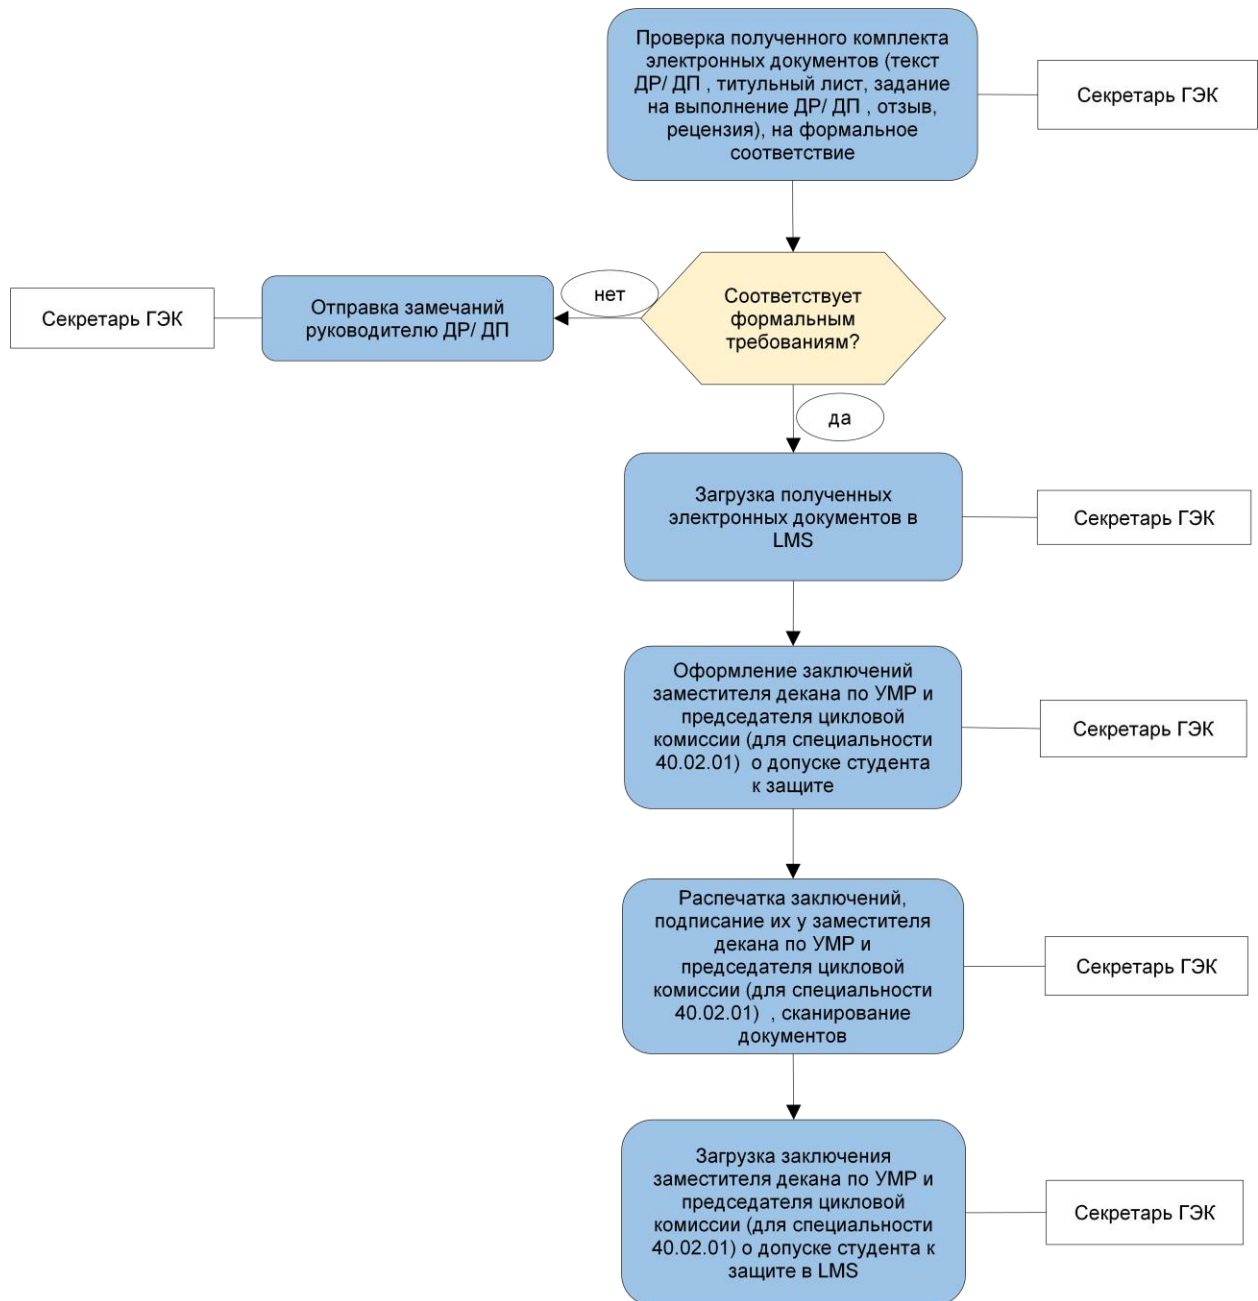 Проверка полученного комплекта
электронных документов (текст
ДР/ ДП , титульный лист, задание
на выполнение ДР/ ДП , отзыв,
рецензия), на формальное
соответствие
Секретарь ГЭК
Секретарь ГЭК
Отправка замечаний
руководителю ДР/ ДП
нет
Соответствует
формальным
требованиям?
да
Загрузка полученных
электронных документов в
LMS
Секретарь ГЭК
Оформление заключений
заместителя декана по УМР и
председателя цикловой
комиссии (для специальности
40.02.01)  о допуске студента
к защите
Секретарь ГЭК
Распечатка заключений,
подписание их у заместителя
декана по УМР и
председателя цикловой
комиссии (для специальности
40.02.01)  , сканирование
документов
Секретарь ГЭК
Загрузка заключения
заместителя декана по УМР и
председателя цикловой
комиссии (для специальности
40.02.01) о допуске студента к
защите в LMS
Секретарь ГЭК